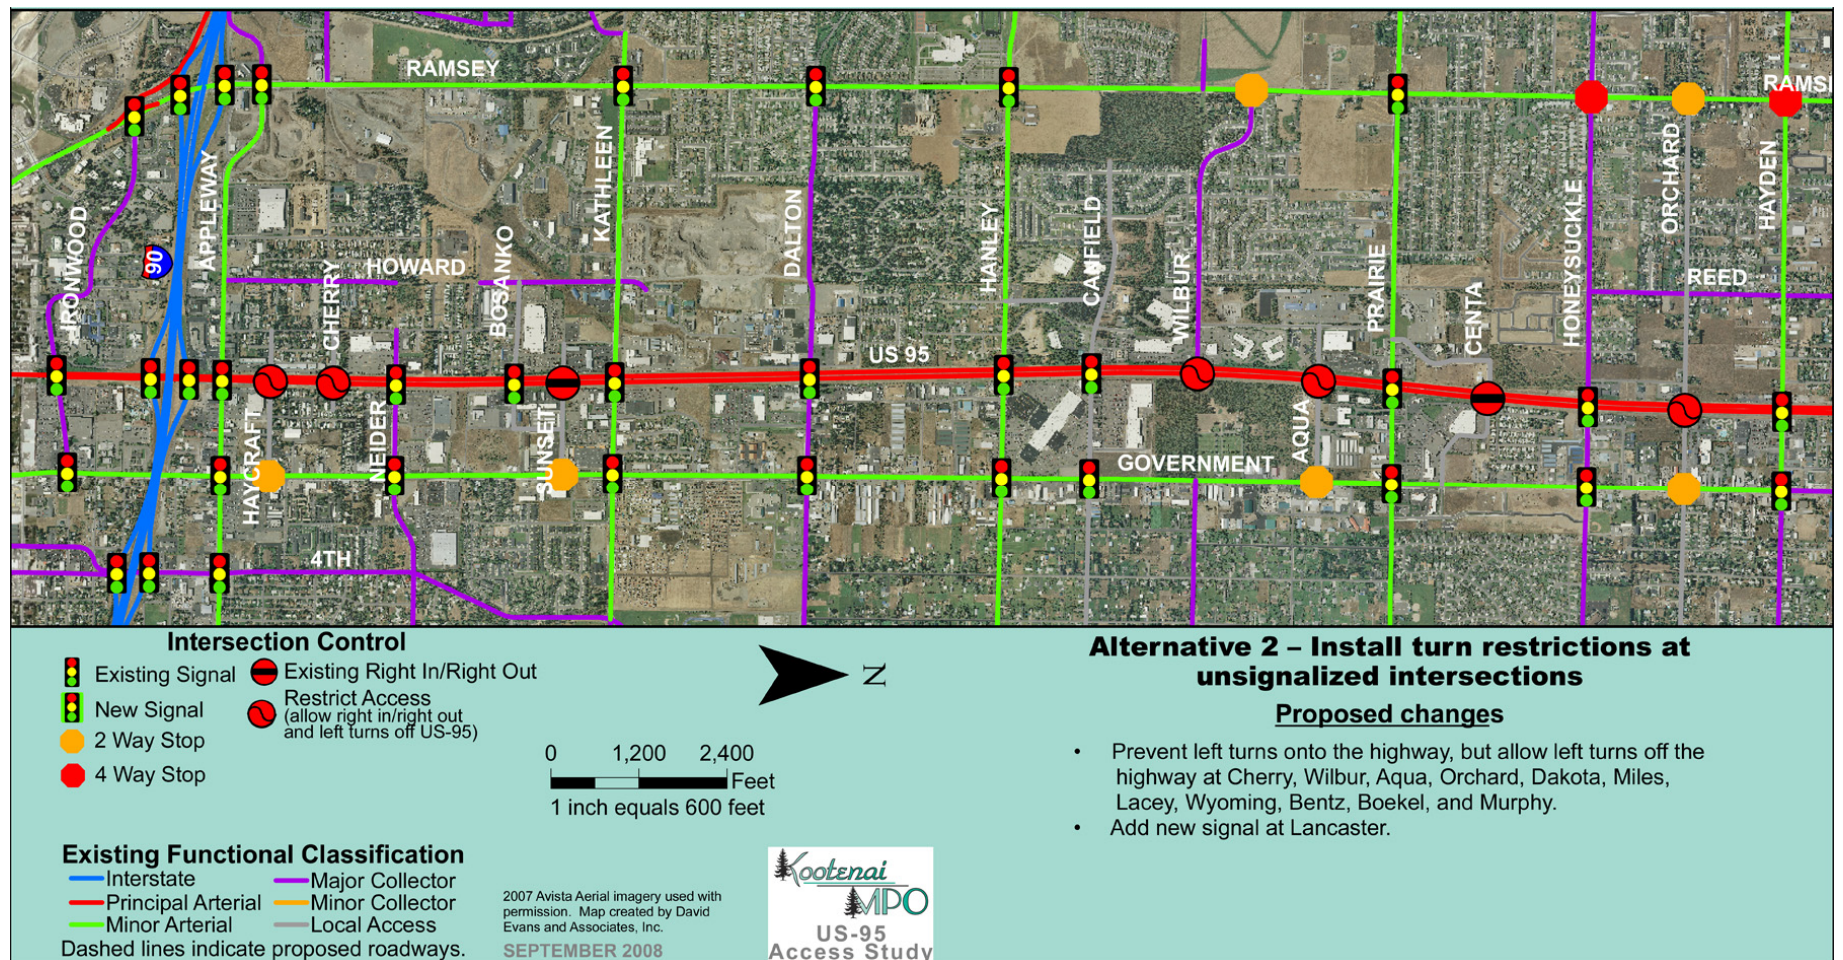 RAMSEY
RAMSE
IRONWOOD
90
APPLEWAY
HOWARD
CHERRY
BOSANKO
KATHLEEN
DALTON
HANLEY
CANFIELD
WILBUR
PRAIRIE
CENTA
HONEYSUCKLE
ORCHARD
HAYDEN
REED
US 95
HAYCRAFT
NEIDER
SUNSET
AQUA
GOVERNMENT
4TH
Intersection Control
Existing Signal
New Signal
2 Way Stop
4 Way Stop
Existing Right In/Right Out
Restrict Access
(allow right in/right out
and left turns off US-95)
N
0 1,200 2,400
Feet
1 inch equals 600 feet
Existing Functional Classification
Interstate
Principal Arterial
Minor Arterial
Major Collector
Minor Collector
Local Access
Dashed lines indicate proposed roadways.
2007 Avista Aerial imagery used with
permission. Map created by David
Evans and Associates, Inc.
SEPTEMBER 2008
Kootenai
MPO
US-95
Access Study
Alternative 2 – Install turn restrictions at
unsignalized intersections
Proposed changes
• Prevent left turns onto the highway, but allow left turns off the
highway at Cherry, Wilbur, Aqua, Orchard, Dakota, Miles,
Lacey, Wyoming, Bentz, Boekel, and Murphy.
• Add new signal at Lancaster.